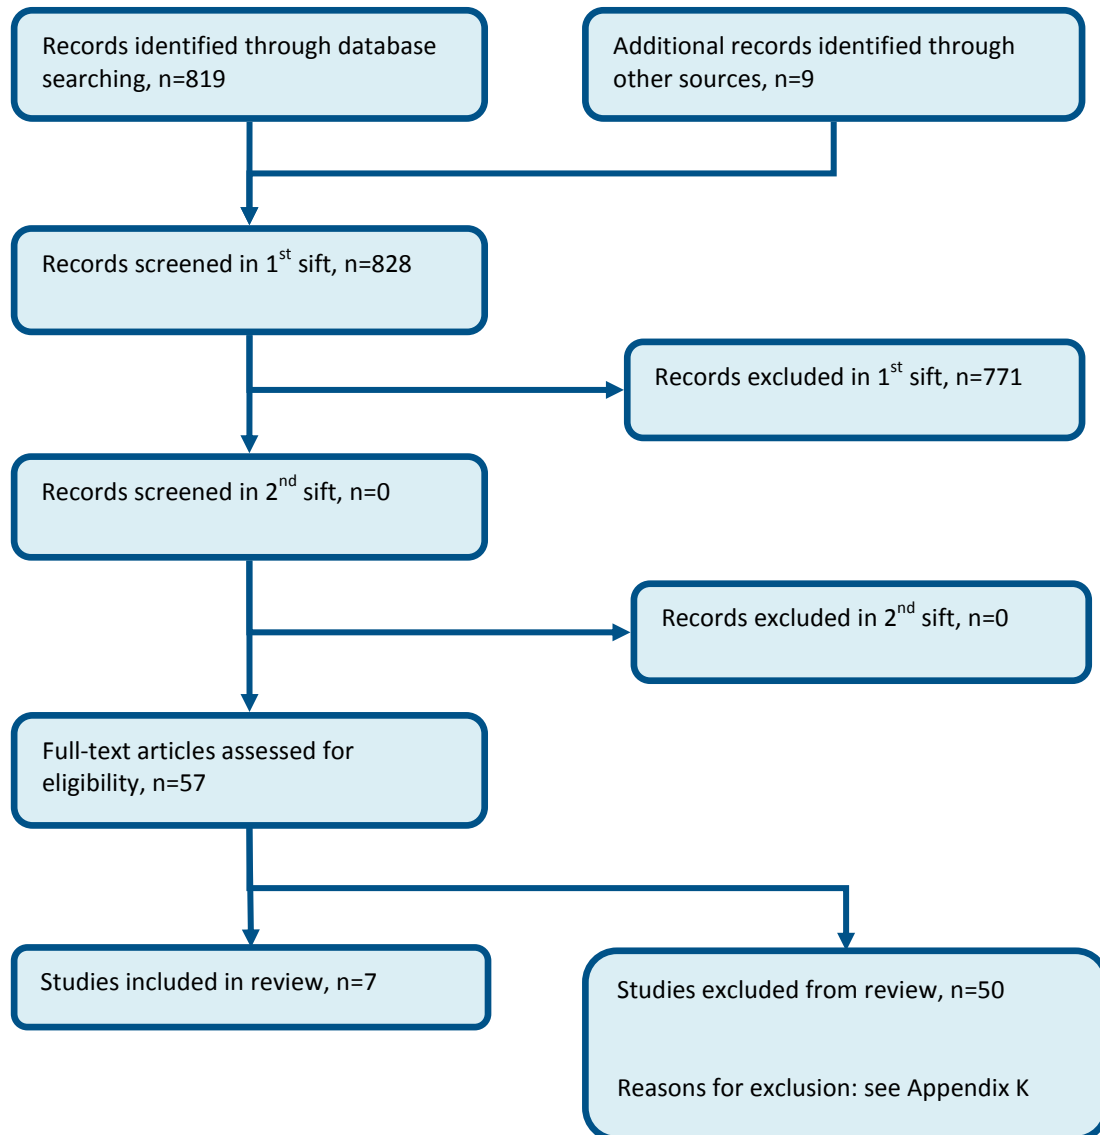 Records identified through database
searching, n=819
Additional records identified through
other sources, n=9
Records screened in 1st sift, n=828
Records excluded in 1st sift, n=771
Records screened in 2nd sift, n=0
Records excluded in 2nd sift, n=0
Full-text articles assessed for
eligibility, n=57
Studies included in review, n=7
Studies excluded from review, n=50
Reasons for exclusion: see Appendix K